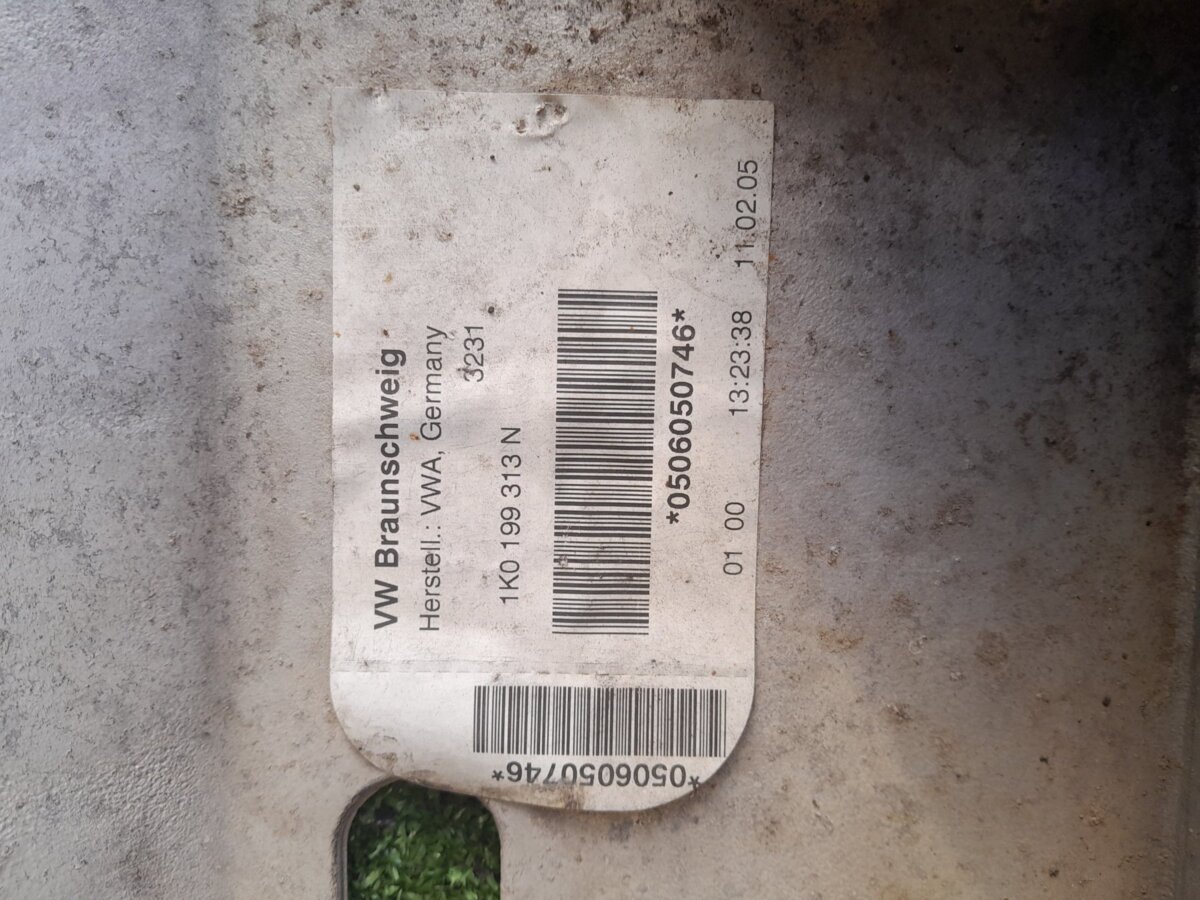 VW Braunschweig
Herstell.: VWA, Germany
3231
1K0 199 313 N
*0506050746*
01 00 13:23:38 11.02.05
*0506050746*